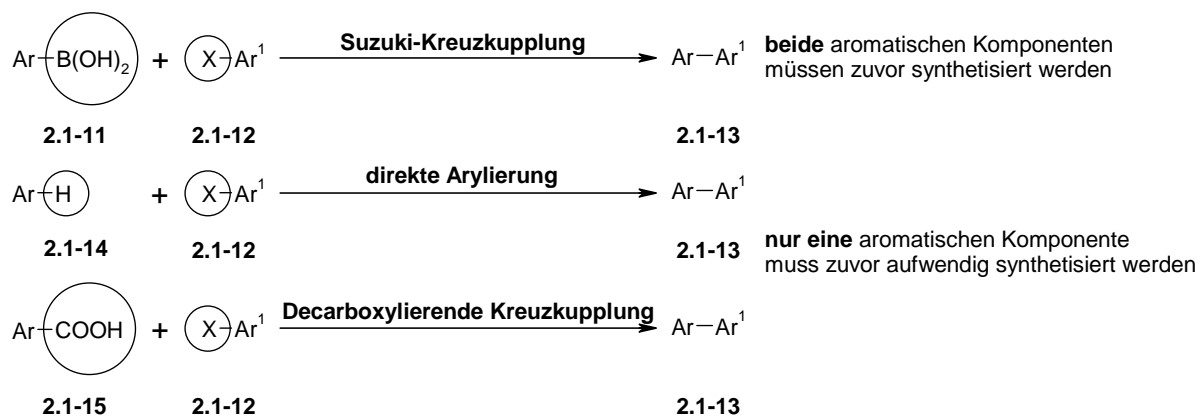 Ar B(OH)2 + X Ar1 Suzuki-Kreuzkupplung Ar Ar1 beide aromatischen Komponenten
müssen zuvor synthetisiert werden
2.1-11 2.1-12 2.1-13
Ar H + X Ar1 direkte Arylierung Ar Ar1
2.1-14 2.1-12 2.1-13 nur eine aromatischen Komponente
muss zuvor aufwendig synthetisiert werden
Ar COOH + X Ar1 Decarboxylierende Kreuzkupplung Ar Ar1
2.1-15 2.1-12 2.1-13